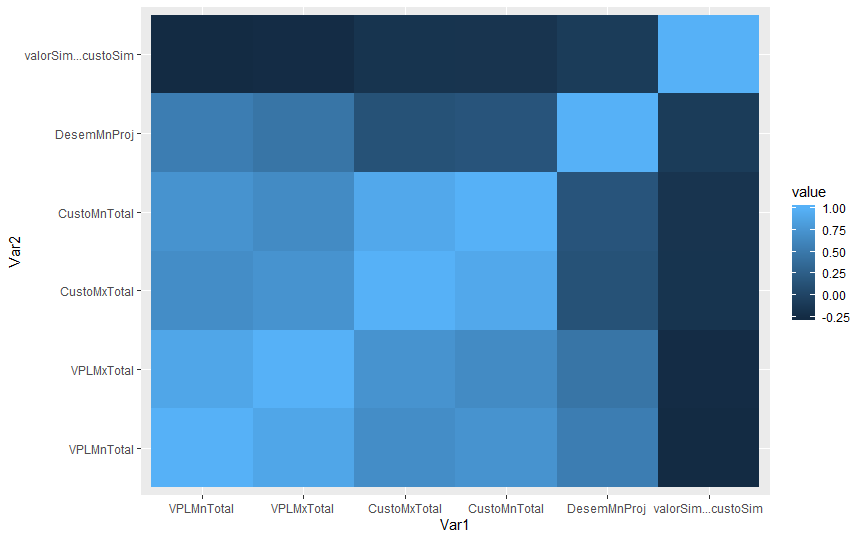 valorSim...custoSim
DesemMnProj
CustoMnTotal
CustoMxTotal
VPLMxTotal
VPLMnTotal
Var2
VPLMnTotal VPLMxTotal CustoMxTotal CustoMnTotal DesemMnProj valorSim...custoSim
Var1
value
1.00
0.75
0.50
0.25
0.00
-0.25